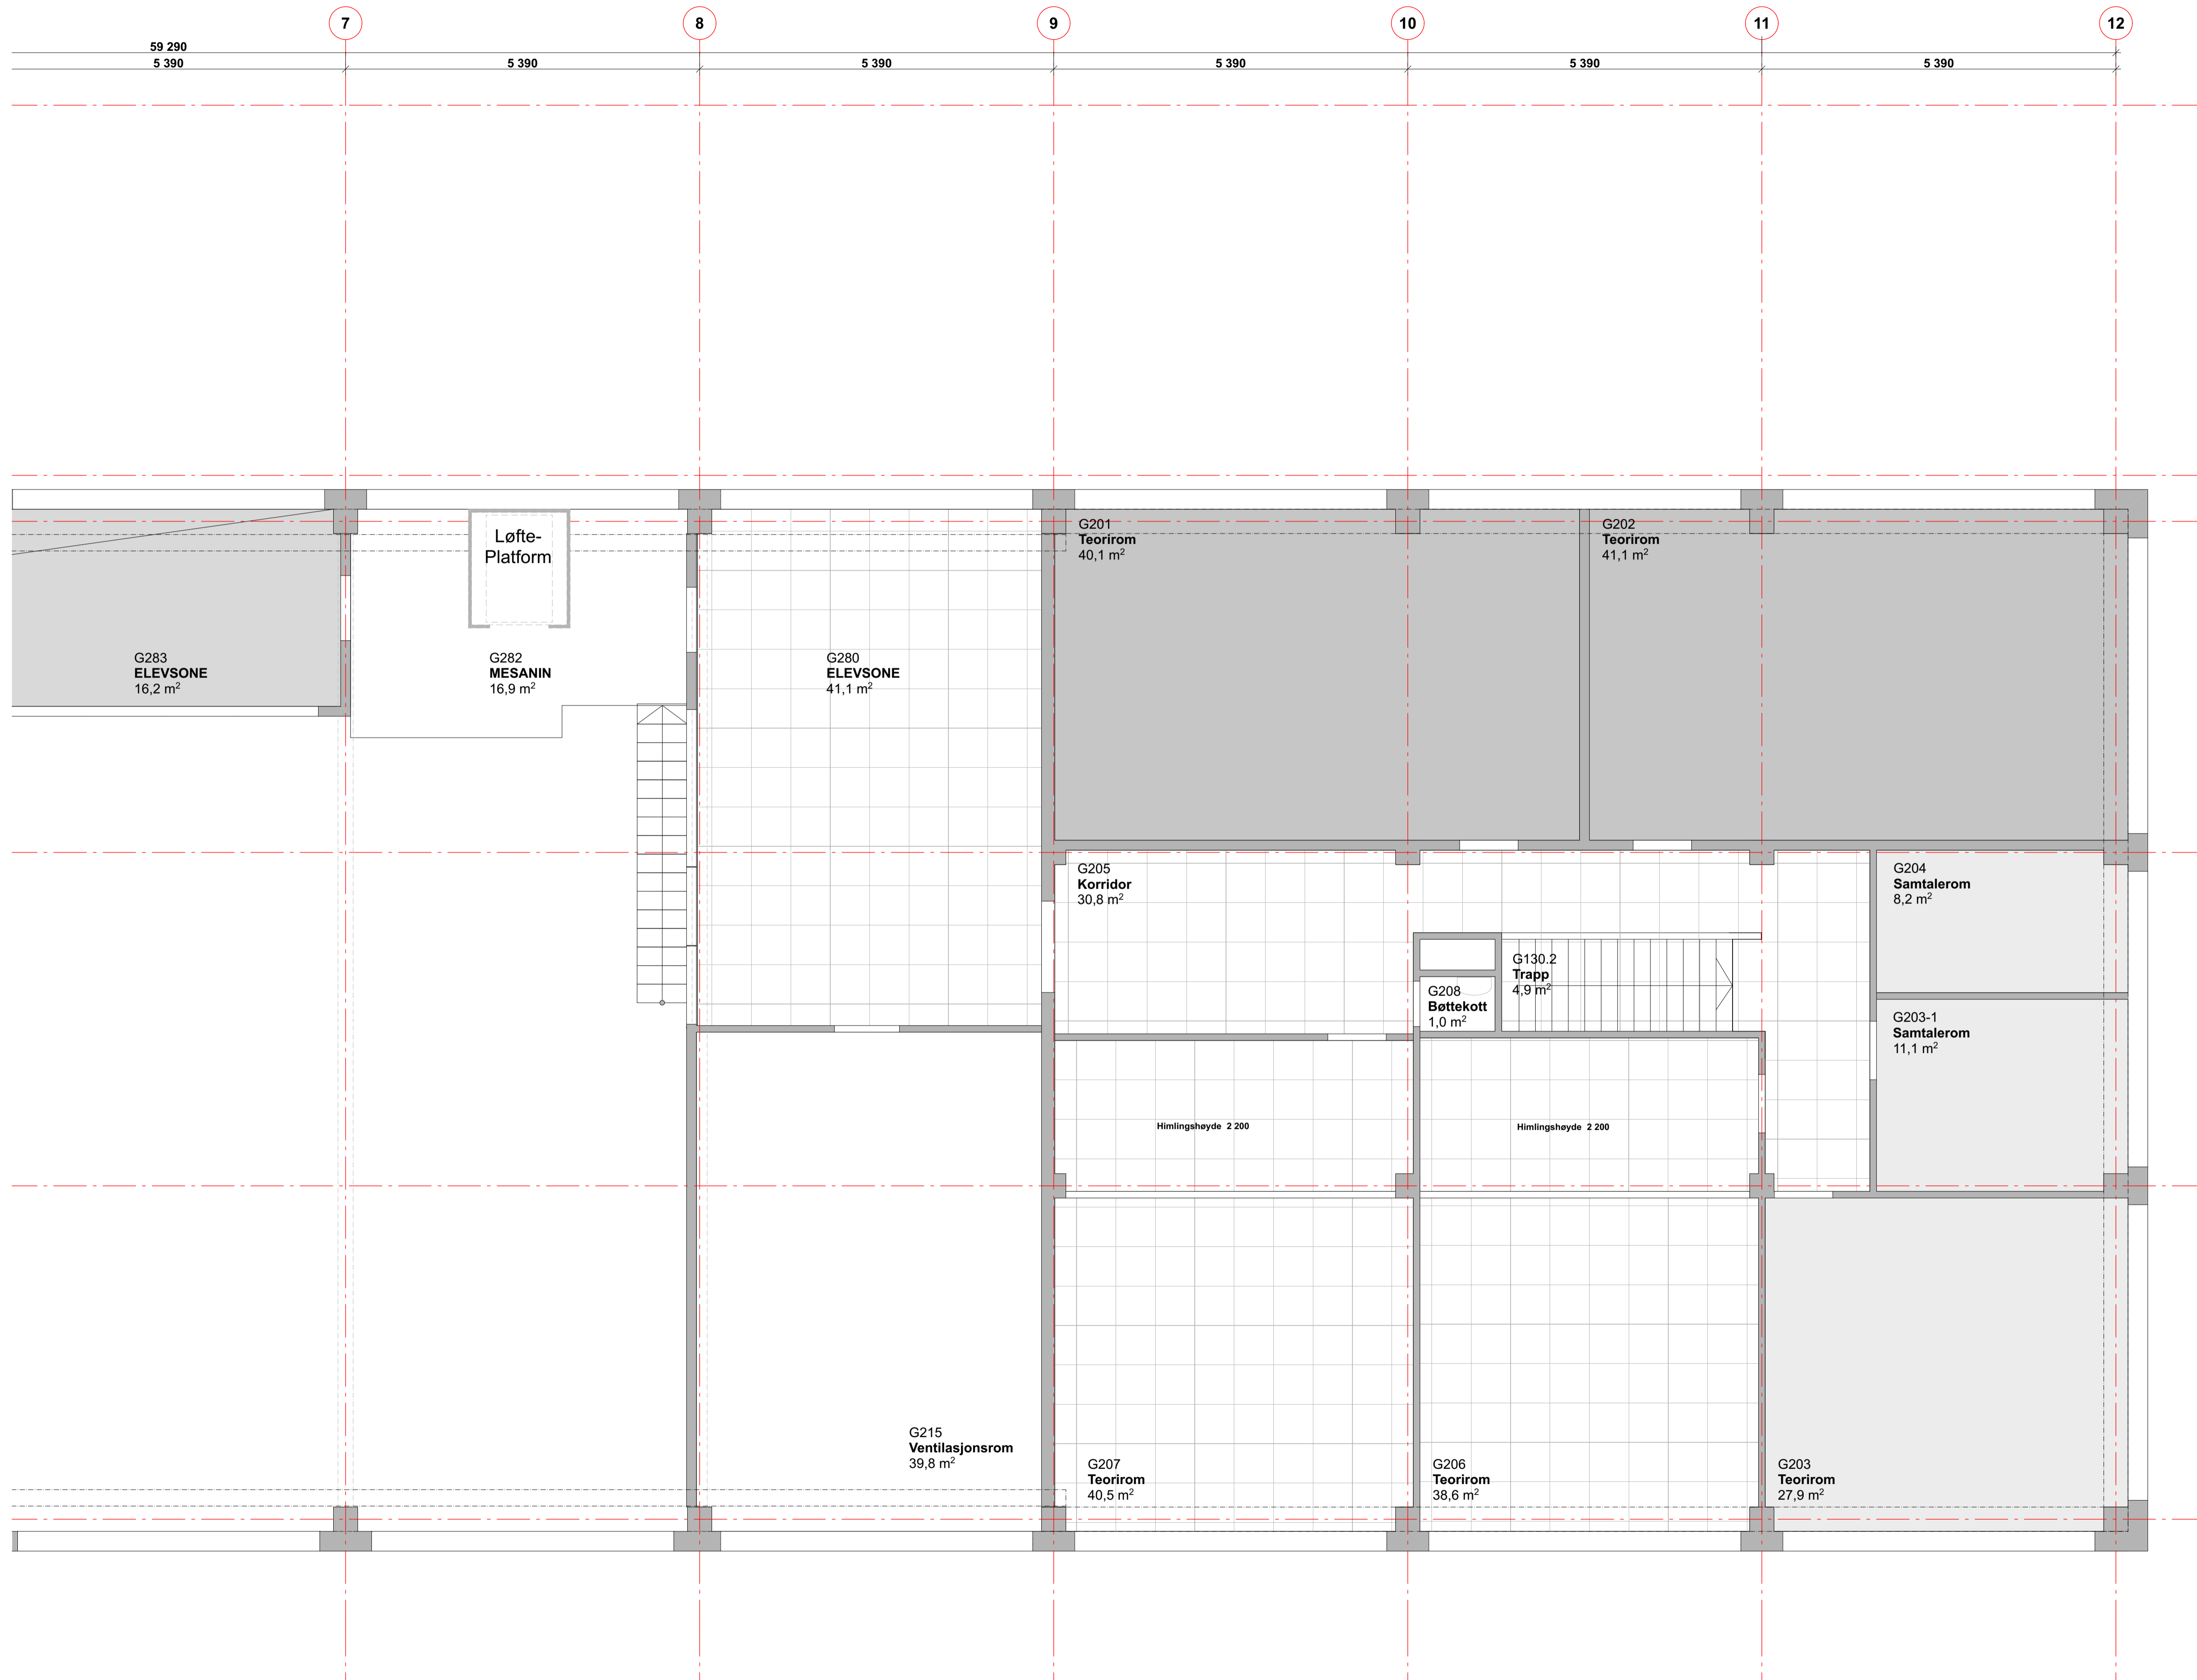 7
8
9
10
11
12
59 290
5 390
5 390
5 390
5 390
5 390
5 390
Løfte-
Platform
G201
Teorirom
40,1 m²
G202
Teorirom
41,1 m²
G283
ELEVSONE
16,2 m²
G282
MESANIN
16,9 m²
G280
ELEVSONE
41,1 m²
G205
Korridor
30,8 m²
G204
Samtalerom
8,2 m²
G130.2
Trapp
4,9 m²
G208
Bøttekott
1,0 m²
G203-1
Samtalerom
11,1 m²
Himlingshøyde 2 200
Himlingshøyde 2 200
G215
Ventilasjonsrom
39,8 m²
G207
Teorirom
40,5 m²
G206
Teorirom
38,6 m²
G203
Teorirom
27,9 m²